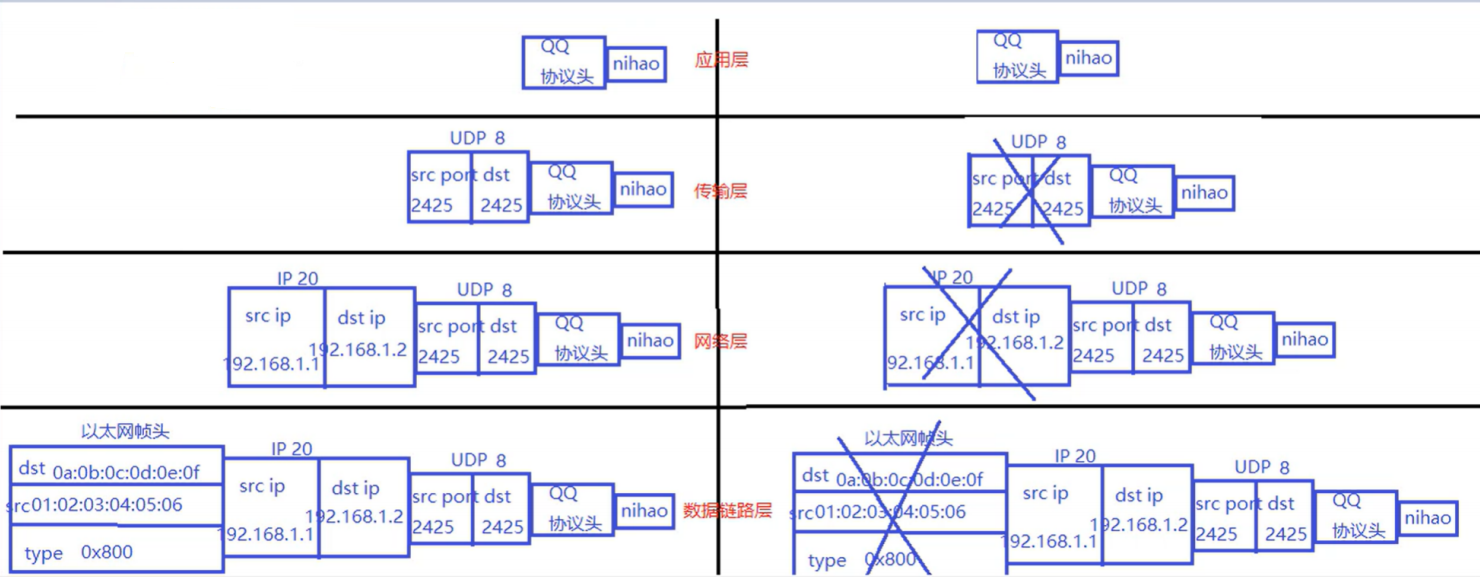 QQ
协议头
nihao
应用层
QQ
协议头
nihao
UDP 8
src port dst
2425 2425
QQ
协议头
nihao
传输层
UDP 8
src port dst
2425 2425
QQ
协议头
nihao
IP 20
src ip dst ip
192.168.1.1 192.168.1.2
UDP 8
src port dst
2425 2425
QQ
协议头
nihao
网络层
IP 20
src ip dst ip
92.168.1.1 192.168.1.2
UDP 8
src port dst
2425 2425
QQ
协议头
nihao
以太网帧头
dst 0a:0b:0c:0d:0e:0f
src01:02:03:04:05:06
type 0x800
IP 20
src ip dst ip
192.168.1.1 192.168.1.2
UDP 8
src port dst
2425 2425
QQ
协议头
nihao
数据链路层
以太网帧头
dst 0a:0b:0c:0d:0e:0f
src01:02:03:04:05:06
type 0x800
IP 20
src ip dst ip
192.168.1.1 192.168.1.2
UDP 8
src port dst
2425 2425
QQ
协议头
nihao